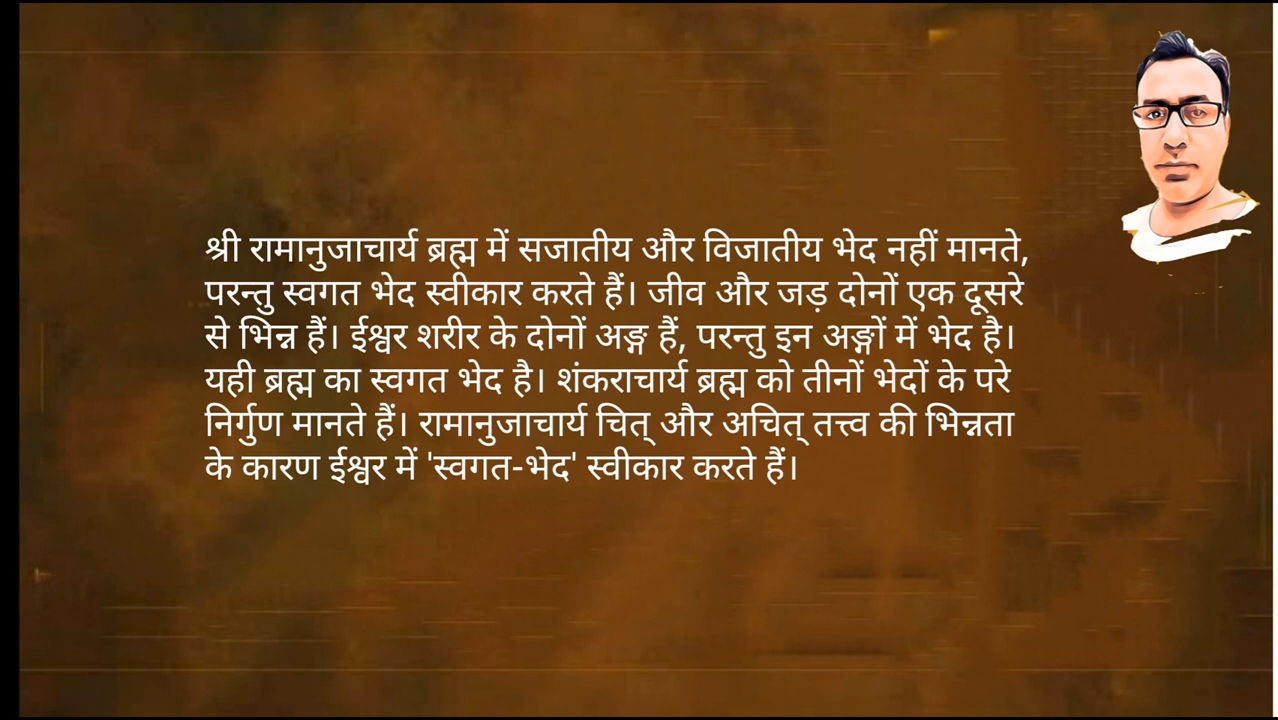 श्री रामानुजाचार्य ब्रह्म में सजातीय और विजातीय भेद नहीं मानते,
परन्तु स्वगत भेद स्वीकार करते हैं। जीव और जड़ दोनों एक दूसरे
से भिन्न हैं। ईश्वर शरीर के दोनों अङ्ग हैं, परन्तु इन अङ्गों में भेद है।
यही ब्रह्म का स्वगत भेद है। शंकराचार्य ब्रह्म को तीनों भेदों के परे
निर्गुण मानते हैं। रामानुजाचार्य चित् और अचित् तत्त्व की भिन्नता
के कारण ईश्वर में 'स्वगत-भेद' स्वीकार करते हैं।